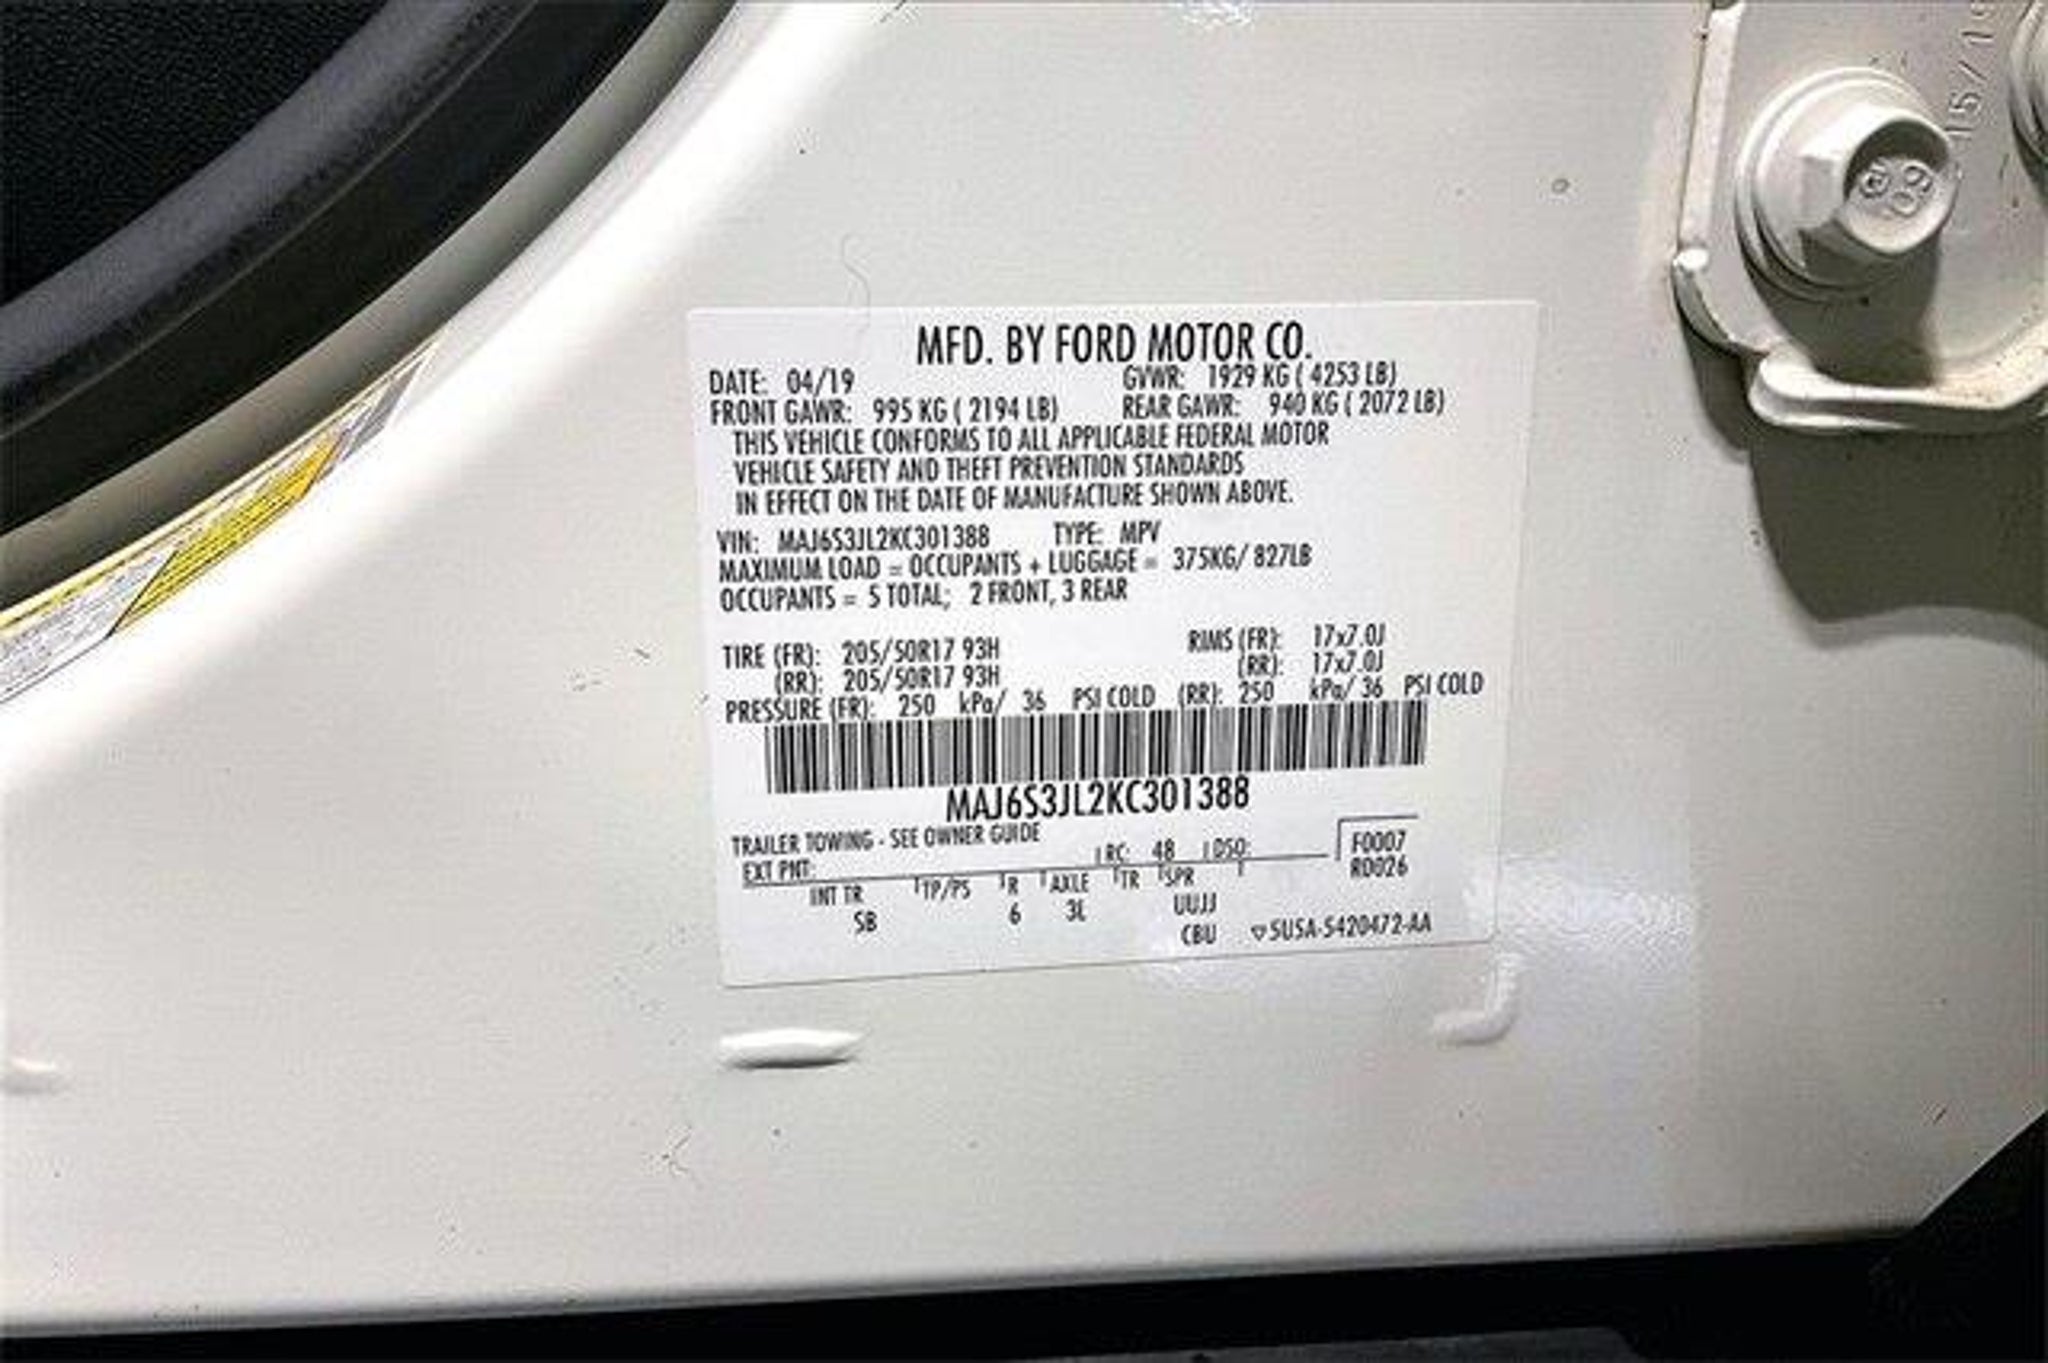 MFD. BY FORD MOTOR CO.
DATE: 04/19 GVWR: 1929 KG ( 4253 LB)
FRONT GAWR: 995 KG ( 2194 LB) REAR GAWR: 940 KG ( 2072 LB)
THIS VEHICLE CONFORMS TO ALL APPLICABLE FEDERAL MOTOR
VEHICLE SAFETY AND THEFT PREVENTION STANDARDS
IN EFFECT ON THE DATE OF MANUFACTURE SHOWN ABOVE.
VIN: MAJ6S3JL2KC301388 TYPE: MPV
MAXIMUM LOAD = OCCUPANTS + LUGGAGE = 375KG/ 827LB
OCCUPANTS = 5 TOTAL; 2 FRONT, 3 REAR
TIRE (FR): 205/50R17 93H RIMS (FR): 17x7.0J
(RR): 205/50R17 93H (RR): 17x7.0J
PRESSURE (FR): 250 kPa/ 36 PSI COLD (RR): 250 kPa/ 36 PSI COLD
MAJ6S3JL2KC301388
TRAILER TOWING - SEE OWNER GUIDE
EXT PNT: RC: 48 DSO: F0007
R0026
INT TR TP/PS R AXLE TR SPR
SB 6 3L UUJJ
CBU 5U5A-5420472-AA